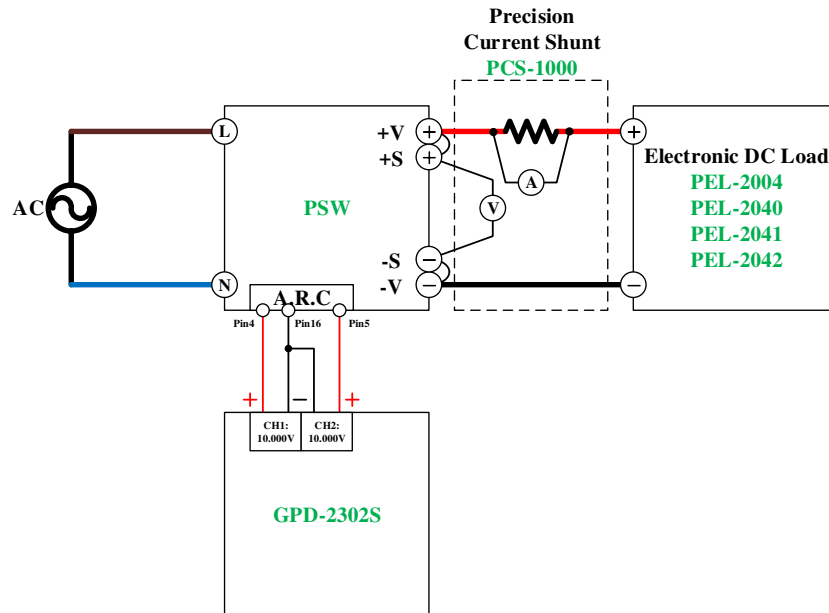 Precision
Current Shunt
PCS-1000
L
+V
+
+
+S
+
A
Electronic DC Load
PEL-2004
PEL-2040
PEL-2041
PEL-2042
AC
PSW
V
-S
−
N
A.R.C
-V
−
−
Pin4
Pin16
Pin5
+
−
+
CH1:
10.000V
CH2:
10.000V
GPD-2302S